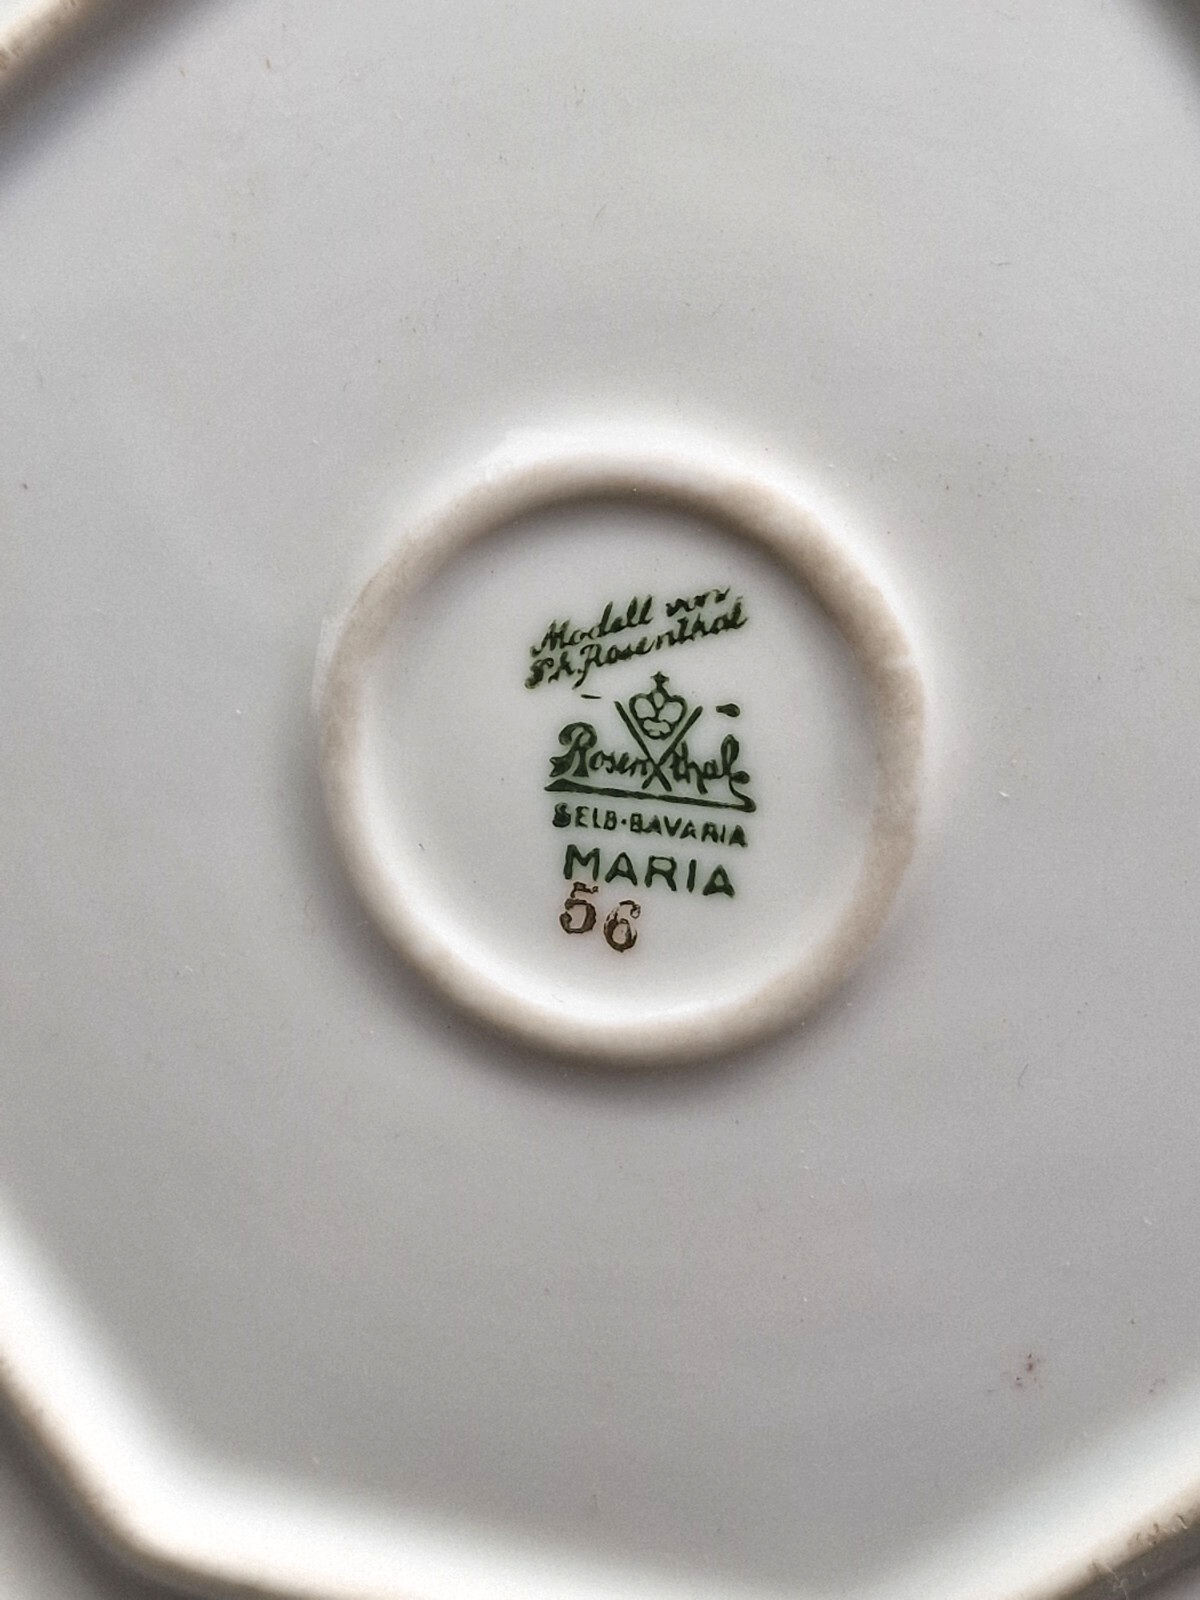 Modell von
Ph. Rosenthal
Rosenthal
SELB·BAVARIA
MARIA
56